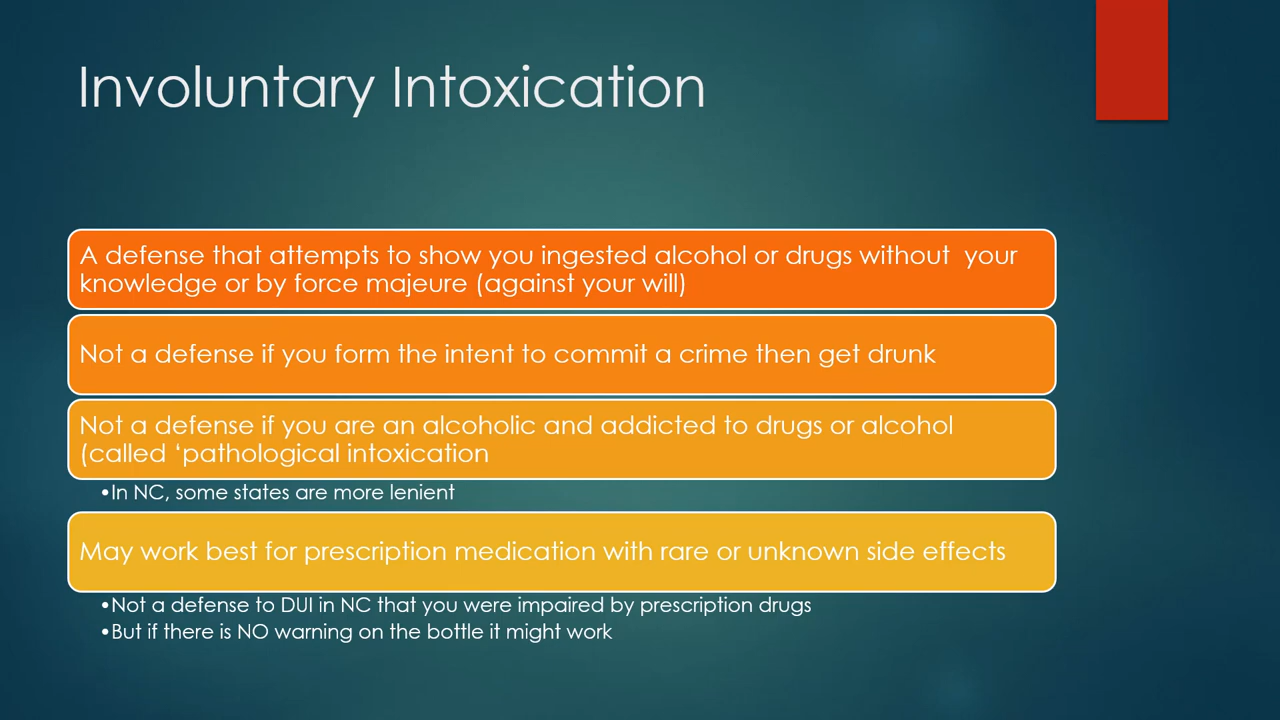 Involuntary Intoxication
A defense that attempts to show you ingested alcohol or drugs without  your
knowledge or by force majeure (against your will)
Not a defense if you form the intent to commit a crime then get drunk
Not a defense if you are an alcoholic and addicted to drugs or alcohol
(called ‘pathological intoxication
•In NC, some states are more lenient
May work best for prescription medication with rare or unknown side effects
•Not a defense to DUI in NC that you were impaired by prescription drugs
•But if there is NO warning on the bottle it might work